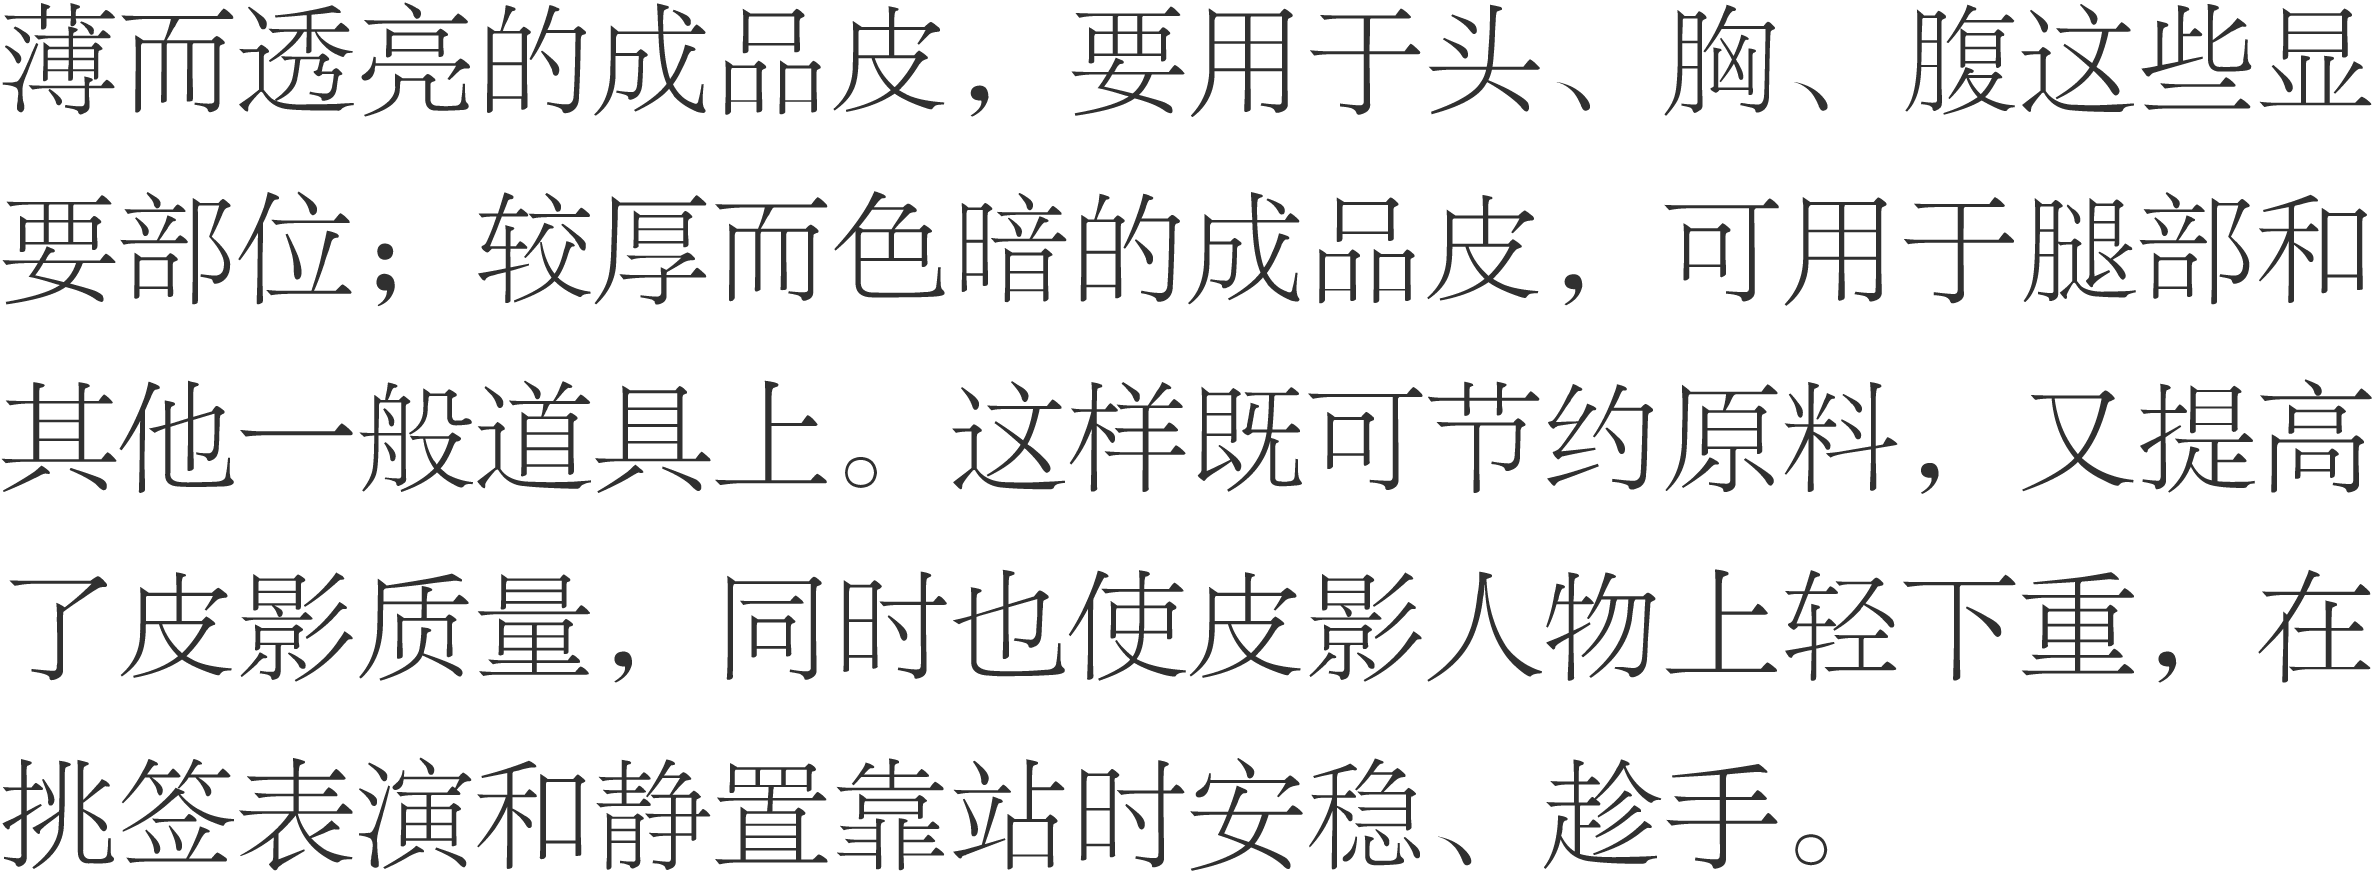 薄而透亮的成品皮，要用于头、胸、腹这些显
要部位；较厚而色暗的成品皮，可用于腿部和
其他一般道具上。这样既可节约原料，又提高
了皮影质量，同时也使皮影人物上轻下重，在
挑签表演和静置靠站时安稳、趁手。